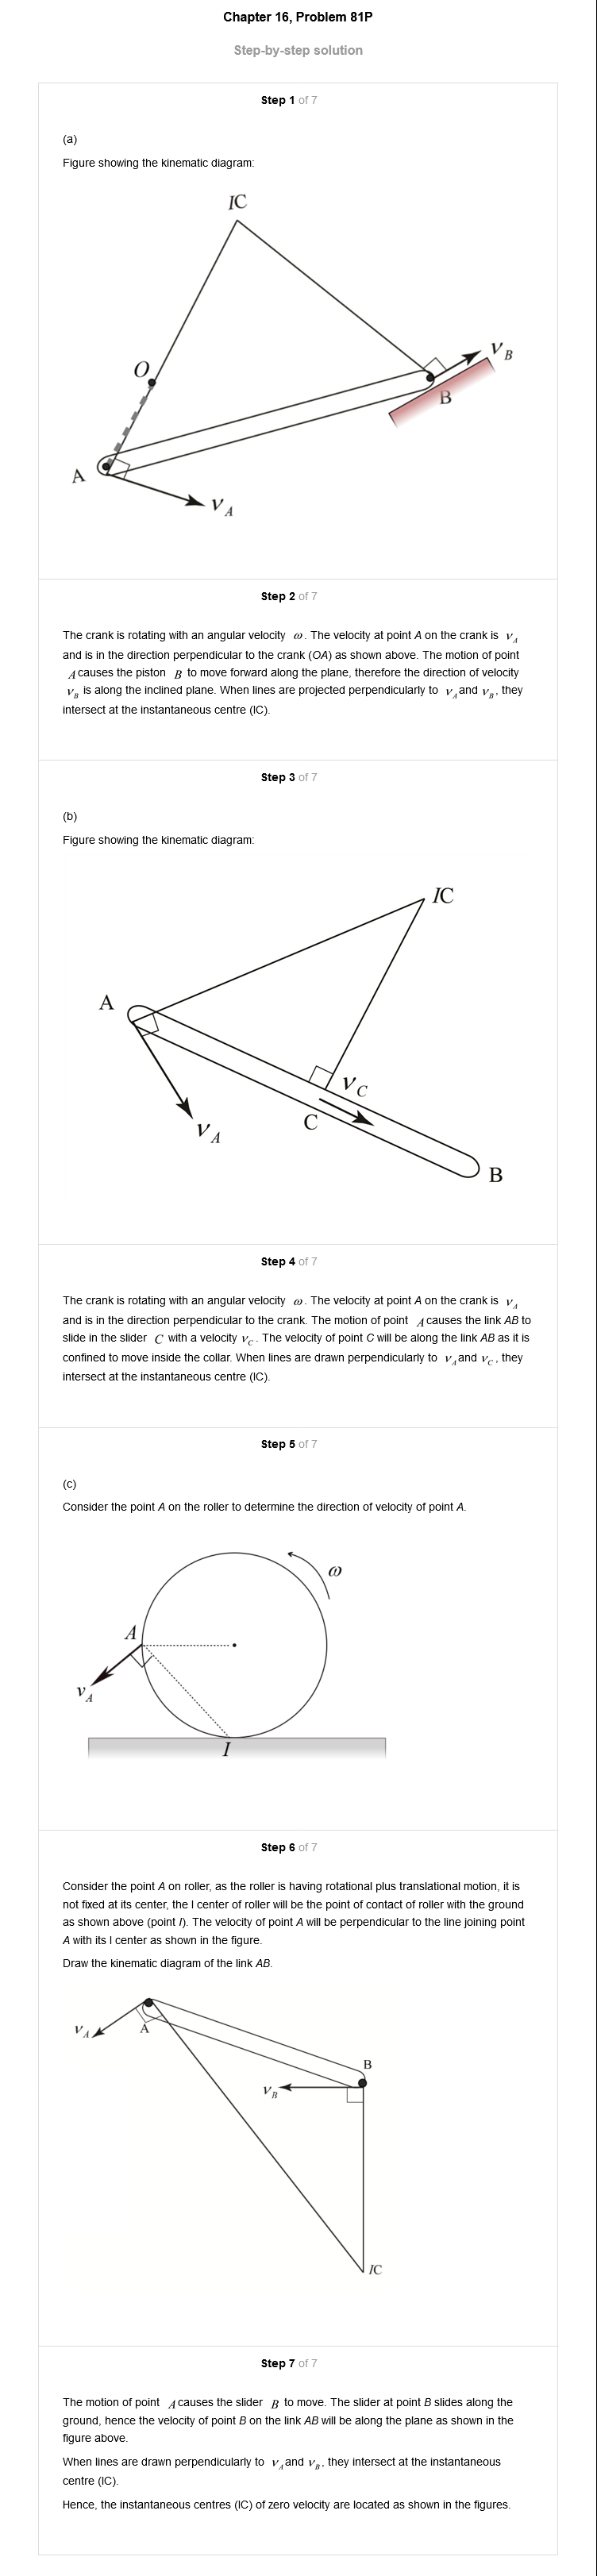 Chapter 16, Problem 81P
Step-by-step solution
Step 1 of 7
(a)
Figure showing the kinematic diagram:
IC
O
v_B
B
A
v_A
Step 2 of 7
The crank is rotating with an angular velocity ω. The velocity at point A on the crank is v_A
and is in the direction perpendicular to the crank (OA) as shown above. The motion of point
A causes the piston B to move forward along the plane, therefore the direction of velocity
v_B is along the inclined plane. When lines are projected perpendicularly to v_A and v_B, they
intersect at the instantaneous centre (IC).
Step 3 of 7
(b)
Figure showing the kinematic diagram:
IC
A
v_C
C
v_A
B
Step 4 of 7
The crank is rotating with an angular velocity ω. The velocity at point A on the crank is v_A
and is in the direction perpendicular to the crank. The motion of point A causes the link AB to
slide in the slider C with a velocity v_C. The velocity of point C will be along the link AB as it is
confined to move inside the collar. When lines are drawn perpendicularly to v_A and v_C, they
intersect at the instantaneous centre (IC).
Step 5 of 7
(c)
Consider the point A on the roller to determine the direction of velocity of point A.
ω
A
v_A
I
Step 6 of 7
Consider the point A on roller, as the roller is having rotational plus translational motion, it is
not fixed at its center, the I center of roller will be the point of contact of roller with the ground
as shown above (point I). The velocity of point A will be perpendicular to the line joining point
A with its I center as shown in the figure.
Draw the kinematic diagram of the link AB.
v_A
A
B
v_B
IC
Step 7 of 7
The motion of point A causes the slider B to move. The slider at point B slides along the
ground, hence the velocity of point B on the link AB will be along the plane as shown in the
figure above.
When lines are drawn perpendicularly to v_A and v_B, they intersect at the instantaneous
centre (IC).
Hence, the instantaneous centres (IC) of zero velocity are located as shown in the figures.